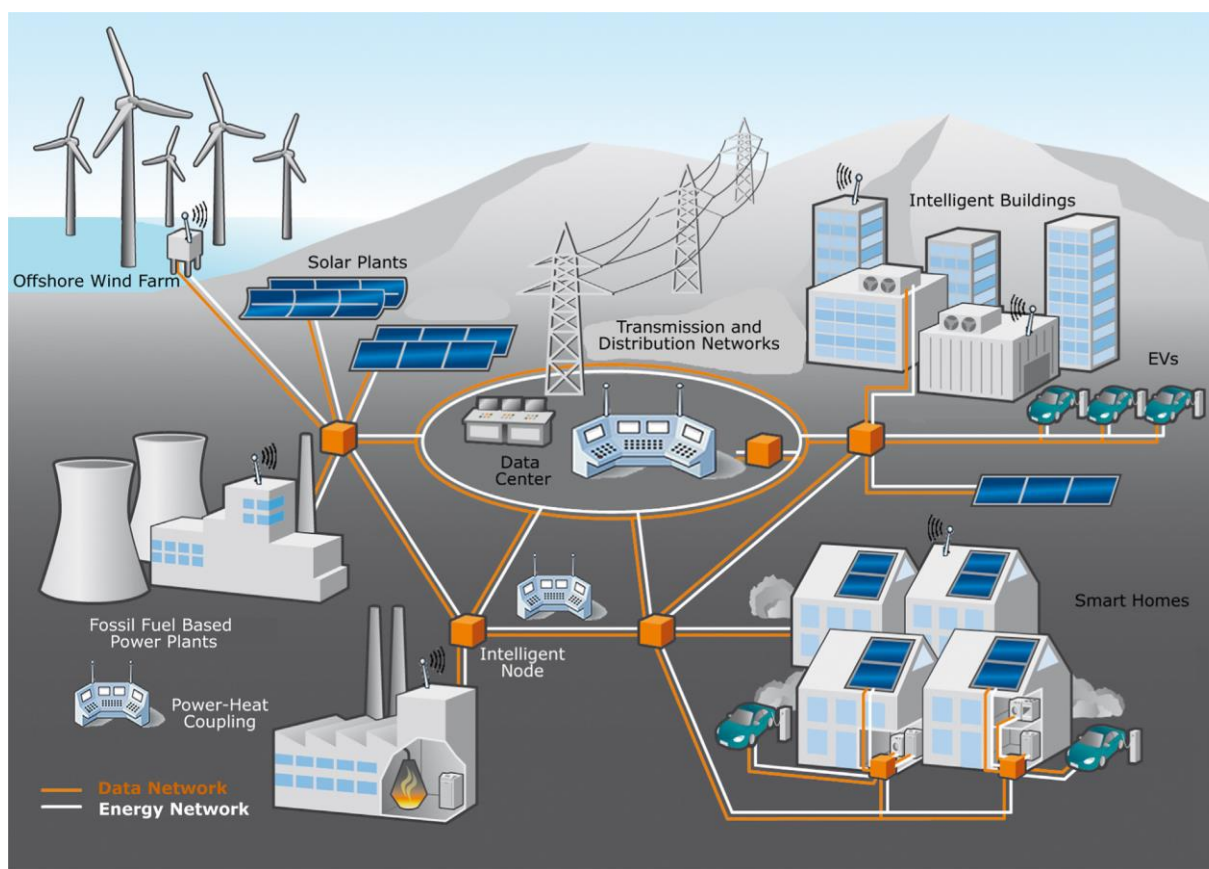 Offshore Wind Farm
Solar Plants
Transmission and
Distribution Networks
Intelligent Buildings
EVs
Data
Center
Fossil Fuel Based
Power Plants
Intelligent
Node
Smart Homes
Power-Heat
Coupling
Data Network
Energy Network